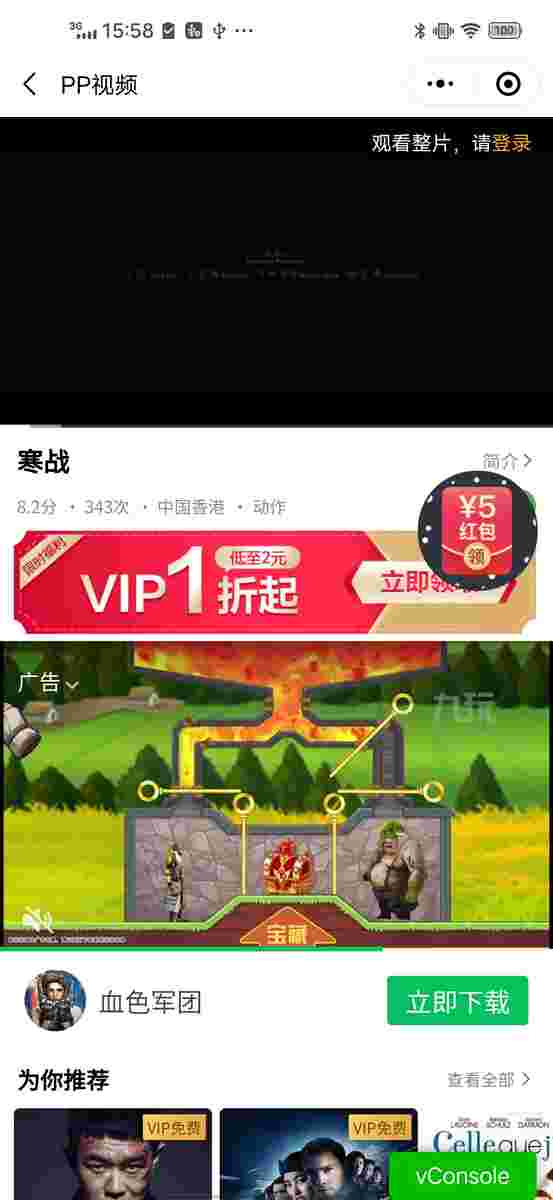 3G 15:58 100
PP视频
观看整片，请登录
寒战
简介
8.2分 · 343次 · 中国香港 · 动作
¥5
红包
领
限时福利
VIP1折起
低至2元
立即领
广告
九玩
宝藏
血色军团
立即下载
为你推荐
查看全部
VIP免费
VIP免费
vConsole